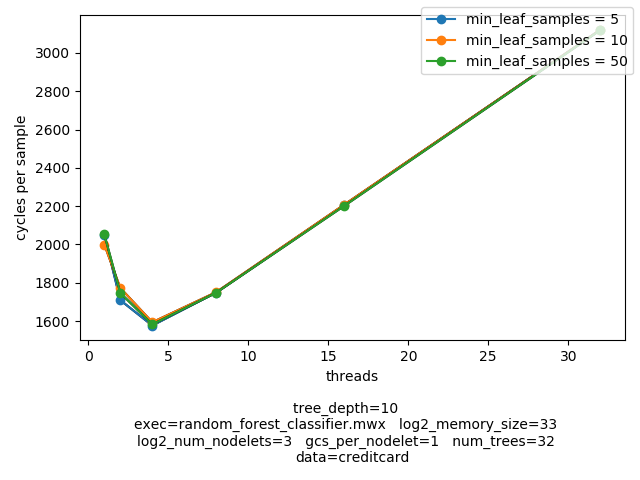 min_leaf_samples = 5
min_leaf_samples = 10
min_leaf_samples = 50
cycles per sample
3000
2800
2600
2400
2200
2000
1800
1600
0 5 10 15 20 25 30
threads
tree_depth=10
exec=random_forest_classifier.mwx log2_memory_size=33
log2_num_nodelets=3 gcs_per_nodelet=1 num_trees=32
data=creditcard